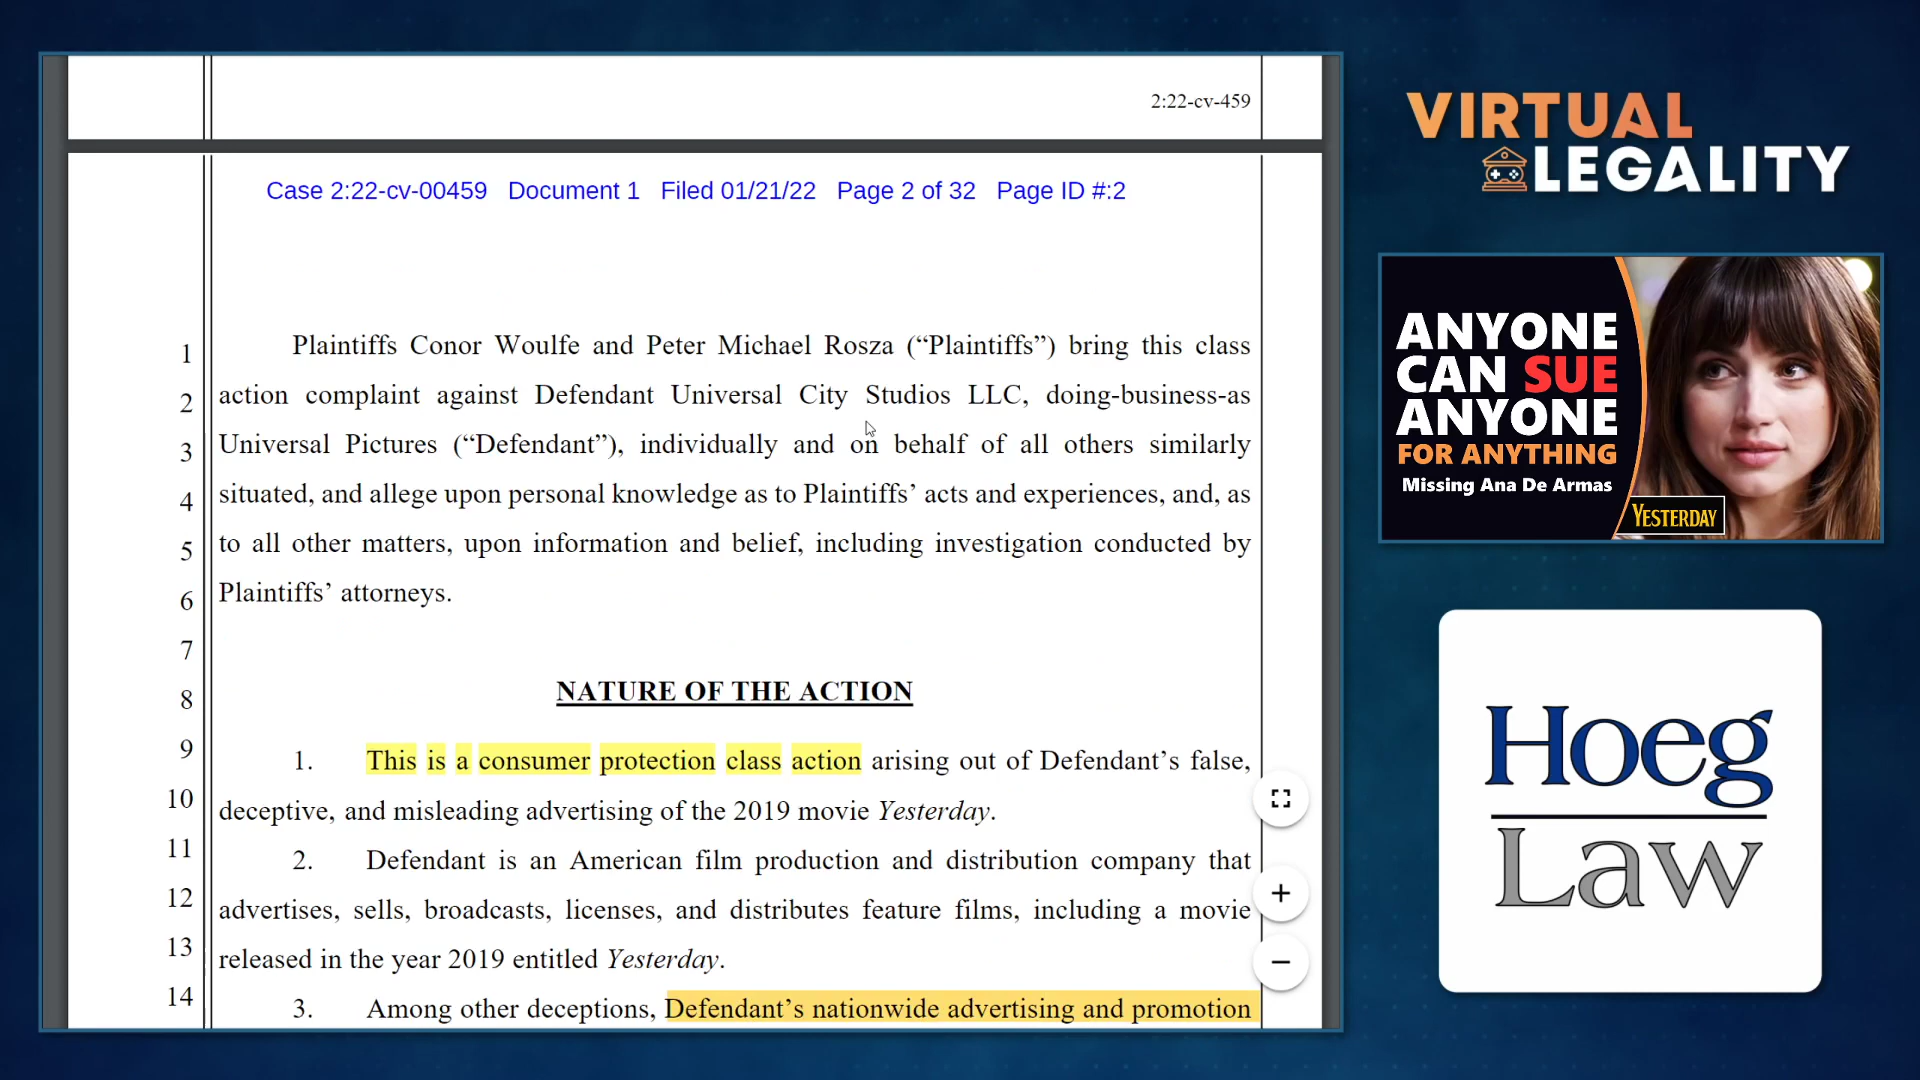 2:22-cv-459
Case 2:22-cv-00459 Document 1 Filed 01/21/22 Page 2 of 32 Page ID #:2
1 Plaintiffs Conor Woulfe and Peter Michael Rosza (“Plaintiffs”) bring this class
2 action complaint against Defendant Universal City Studios LLC, doing-business-as
3 Universal Pictures (“Defendant”), individually and on behalf of all others similarly
4 situated, and allege upon personal knowledge as to Plaintiffs’ acts and experiences, and, as
5 to all other matters, upon information and belief, including investigation conducted by
6 Plaintiffs’ attorneys.
7
8 NATURE OF THE ACTION
9 1. This is a consumer protection class action arising out of Defendant’s false,
10 deceptive, and misleading advertising of the 2019 movie Yesterday.
11 2. Defendant is an American film production and distribution company that
12 advertises, sells, broadcasts, licenses, and distributes feature films, including a movie
13 released in the year 2019 entitled Yesterday.
14 3. Among other deceptions, Defendant’s nationwide advertising and promotion
VIRTUAL
LEGALITY
ANYONE
CAN SUE
ANYONE
FOR ANYTHING
Missing Ana De Armas
YESTERDAY
Hoeg
Law